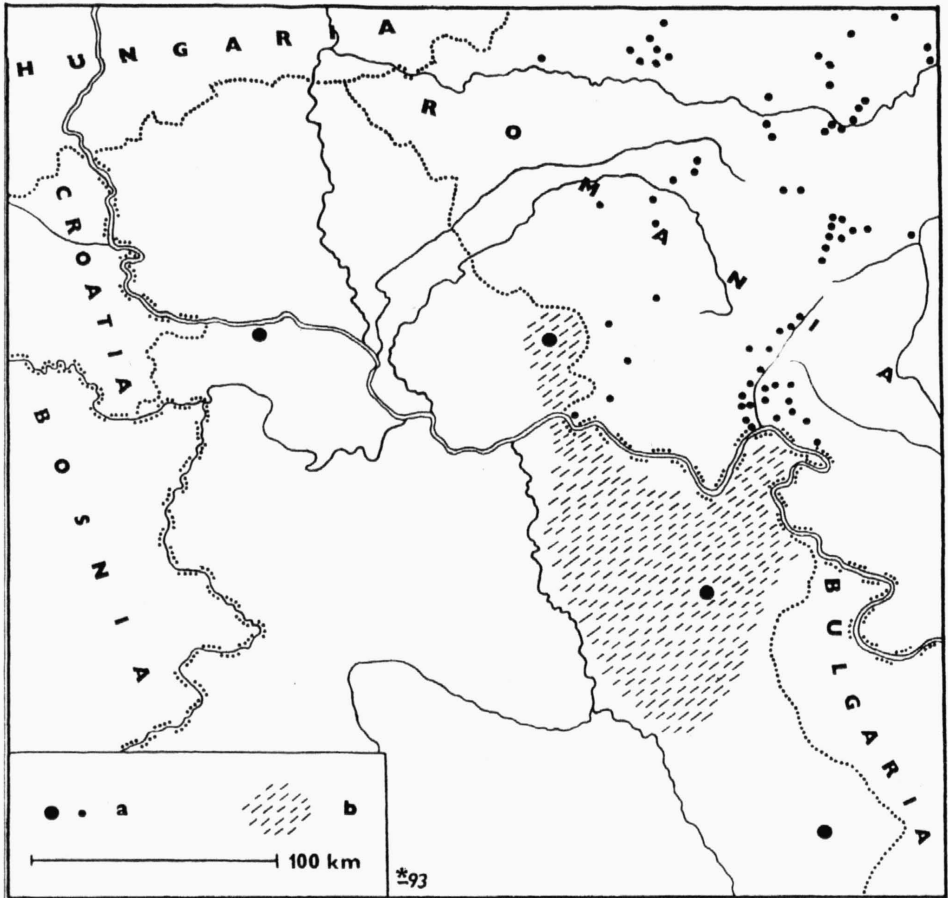 HUNGARIA
ROMANIA
CROATIA
BOSNIA
BULGARIA
a
b
100 km
*93